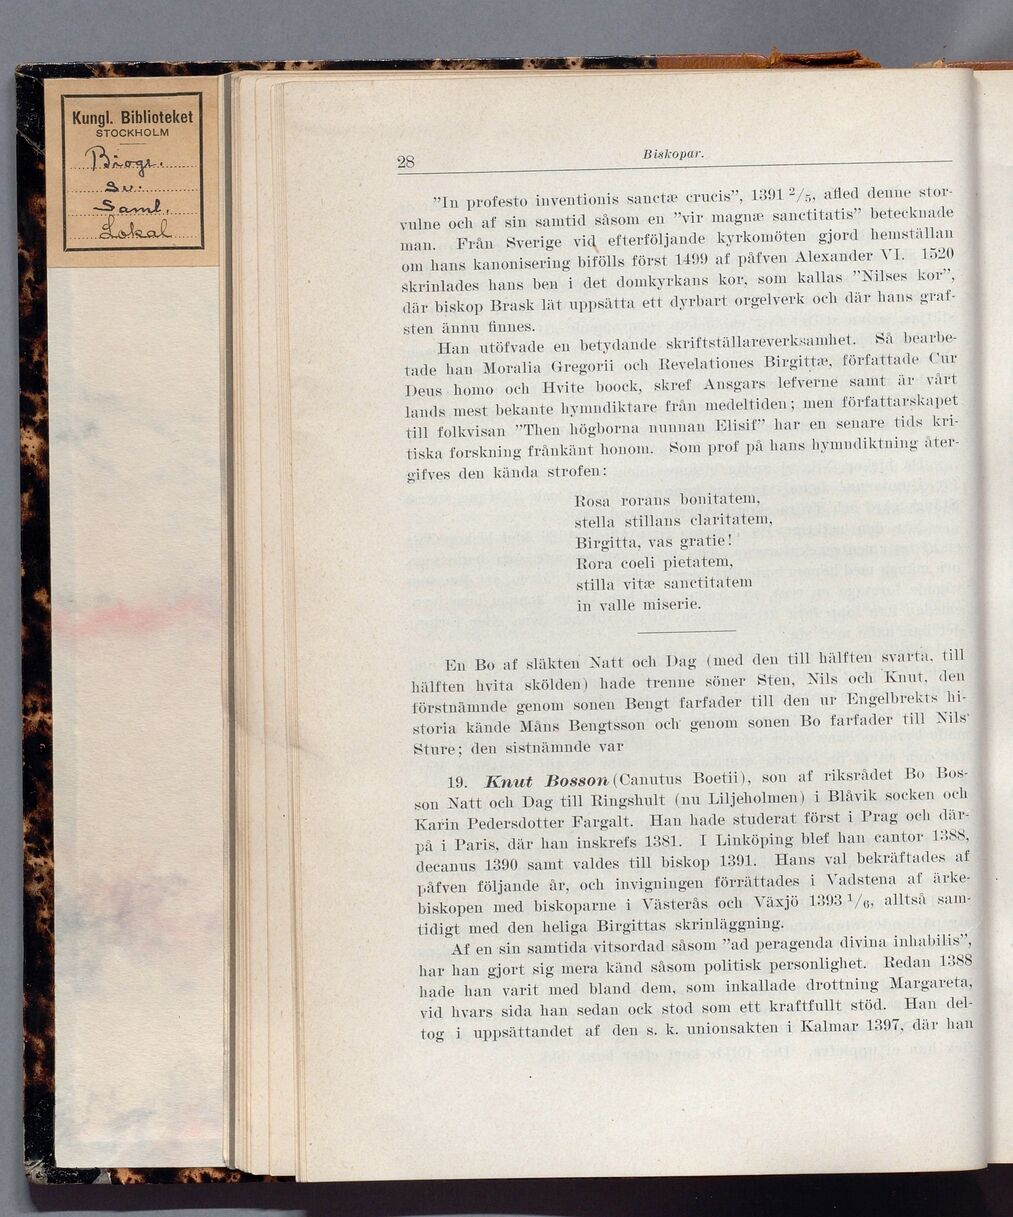 Kungl. Biblioteket
STOCKHOLM
Biogr.
Sv.
Saml.
Lokal
28
Biskopar.
"In profesto inventionis sanctæ crucis", 1391 2/5, afled denne stor-
vulne och af sin samtid såsom en "vir magnæ sanctitatis" betecknade
man. Från Sverige vid efterföljande kyrkomöten gjord hemställan
om hans kanonisering bifölls först 1499 af påfven Alexander VI. 1520
skrinlades hans ben i det domkyrkans kor, som kallas "Nilses kor",
där biskop Brask lät uppsätta ett dyrbart orgelverk och där hans graf-
sten ännu finnes.
Han utöfvade en betydande skriftställareverksamhet. Så bearbe-
tade han Moralia Gregorii och Revelationes Birgittæ, författade Cur
Deus homo och Hvite boock, skref Ansgars lefverne samt är vårt
lands mest bekante hymndiktare från medeltiden; men författarskapet
till folkvisan "Then högborna nunnan Elisif" har en senare tids kri-
tiska forskning frånkänt honom. Som prof på hans hymndiktning åter-
gifves den kända strofen:
Rosa rorans bonitatem,
stella stillans claritatem,
Birgitta, vas gratie!
Rora coeli pietatem,
stilla vitæ sanctitatem
in valle miserie.
En Bo af släkten Natt och Dag (med den till hälften svarta, till
hälften hvita skölden) hade trenne söner Sten, Nils och Knut, den
förstnämnde genom sonen Bengt farfader till den ur Engelbrekts hi-
storia kände Måns Bengtsson och genom sonen Bo farfader till Nils
Sture; den sistnämnde var
19. Knut Bosson (Canutus Boetii), son af riksrådet Bo Bos-
son Natt och Dag till Ringshult (nu Liljeholmen) i Blåvik socken och
Karin Pedersdotter Fargalt. Han hade studerat först i Prag och där-
på i Paris, där han inskrefs 1381. I Linköping blef han cantor 1388,
decanus 1390 samt valdes till biskop 1391. Hans val bekräftades af
påfven följande år, och invigningen förrättades i Vadstena af ärke-
biskopen med biskoparne i Västerås och Växjö 1393 1/6, alltså sam-
tidigt med den heliga Birgittas skrinläggning.
Af en sin samtida vitsordad såsom "ad peragenda divina inhabilis",
har han gjort sig mera känd såsom politisk personlighet. Redan 1388
hade han varit med bland dem, som inkallade drottning Margareta,
vid hvars sida han sedan ock stod som ett kraftfullt stöd. Han del-
tog i uppsättandet af den s. k. unionsakten i Kalmar 1397, där han